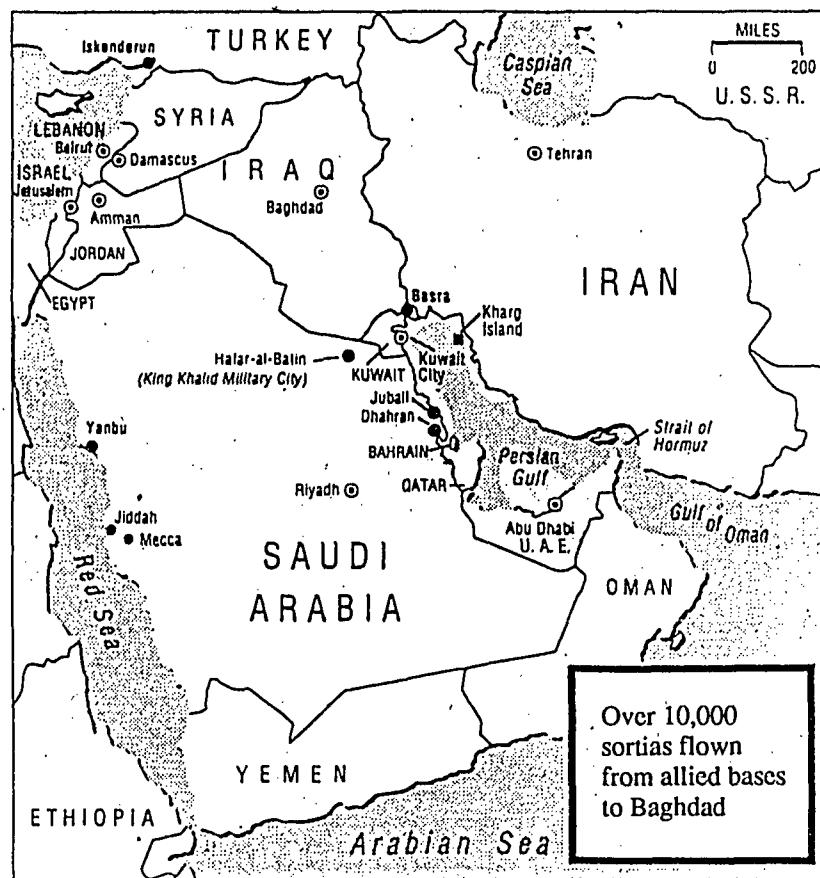 TURKEY
Iskenderun
MILES
0 200
U. S. S. R.
Caspian
Sea
SYRIA
LEBANON
Beirut
Damascus
Tehran
ISRAEL
Jerusalem
IRAQ
Baghdad
Amman
JORDAN
IRAN
EGYPT
Basra
Kharg
Island
Hafar-al-Batin
(King Khalid Military City)
KUWAIT
Kuwait
City
Jubail
Dhahran
Yanbu
BAHRAIN
Persian
Gulf
Strait of
Hormuz
Riyadh
QATAR
Abu Dhabi
U. A. E.
Gulf of Oman
Jiddah
Mecca
Red Sea
SAUDI
ARABIA
OMAN
Over 10,000
sortias flown
from allied bases
to Baghdad
YEMEN
ETHIOPIA
Arabian Sea